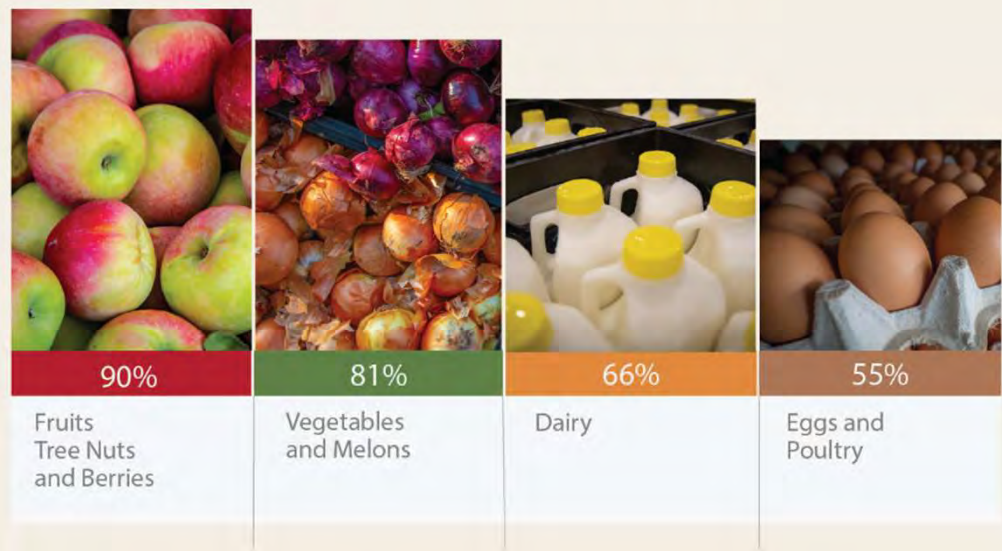 90%
81%
66%
55%
Fruits
Tree Nuts
and Berries
Vegetables
and Melons
Dairy
Eggs and
Poultry